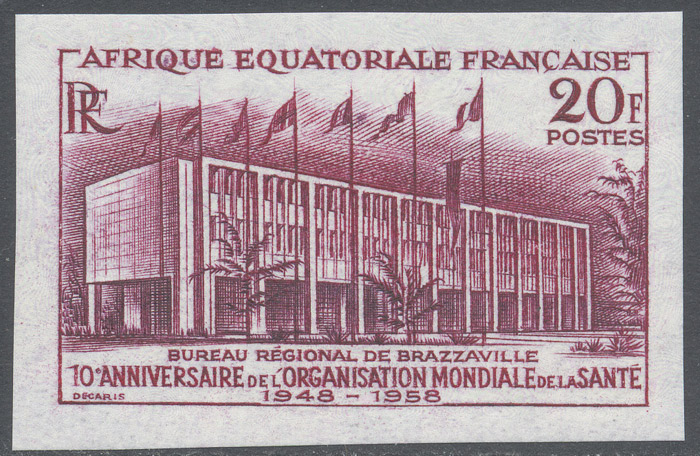 AFRIQUE EQUATORIALE FRANÇAISE
RF
20F
POSTES
BUREAU RÉGIONAL DE BRAZZAVILLE
10e ANNIVERSAIRE DE L'ORGANISATION MONDIALE DE LA SANTÉ
1948 - 1958
DECARIS